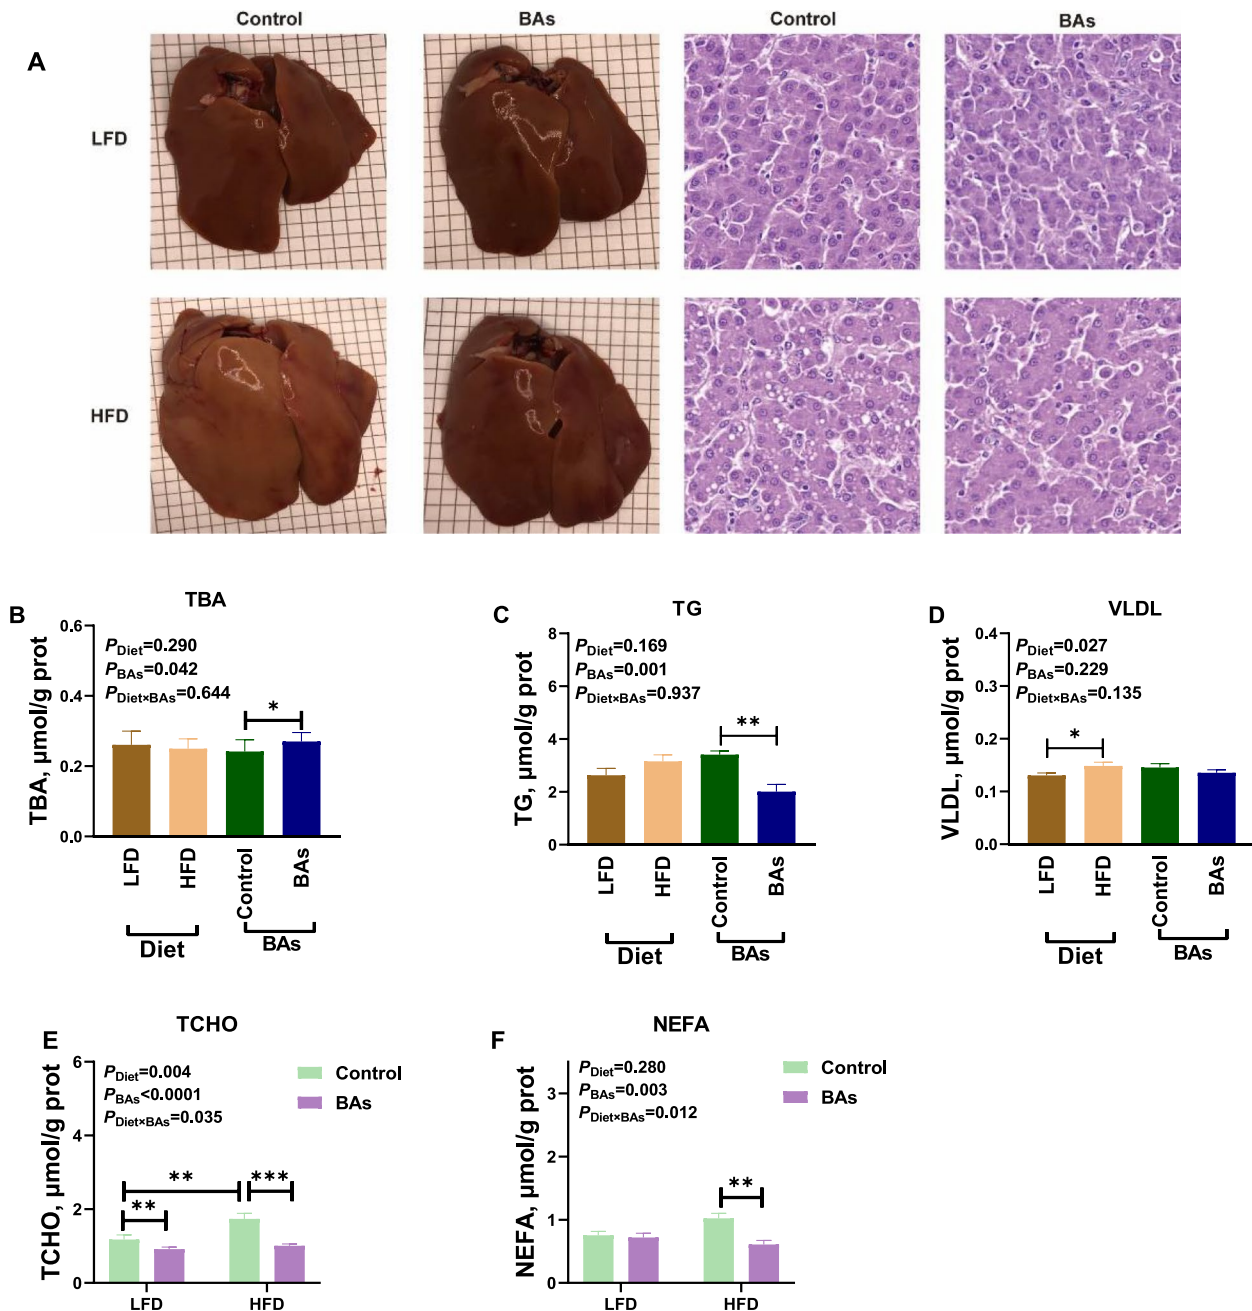 Control BAs Control BAs
A
LFD
HFD
B
TBA
TBA, μmol/g prot
0.6
0.4
0.2
0.0
PDiet=0.290
PBAs=0.042
PDiet×BAs=0.644
*
LFD HFD Control BAs
Diet BAs
C
TG
TG, μmol/g prot
8
6
4
2
0
PDiet=0.169
PBAs=0.001
PDiet×BAs=0.937
**
LFD HFD Control BAs
Diet BAs
D
VLDL
VLDL, μmol/g prot
0.4
0.3
0.2
0.1
0.0
PDiet=0.027
PBAs=0.229
PDiet×BAs=0.135
*
LFD HFD Control BAs
Diet BAs
E
TCHO
TCHO, μmol/g prot
6
4
2
0
PDiet=0.004
PBAs<0.0001
PDiet×BAs=0.035
Control
BAs
** ***
**
LFD HFD
F
NEFA
NEFA, μmol/g prot
3
2
1
0
PDiet=0.280
PBAs=0.003
PDiet×BAs=0.012
Control
BAs
**
LFD HFD